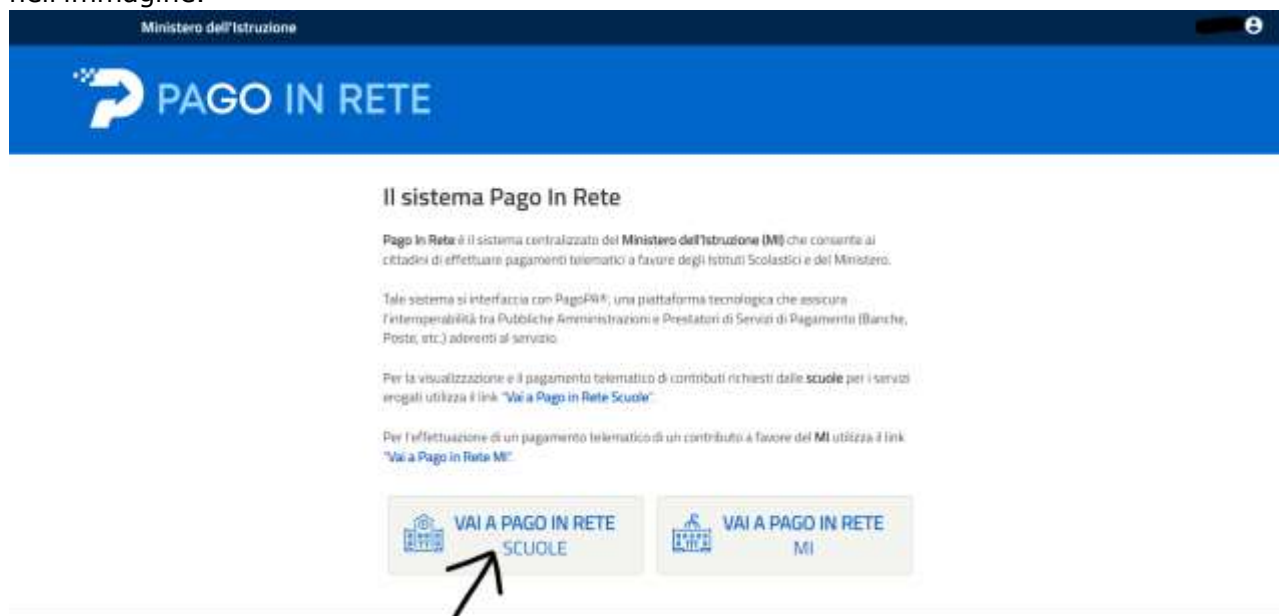 nell'immagine.
Ministero dell'Istruzione
PAGO IN RETE
Il sistema Pago In Rete
Pago In Rete è il sistema centralizzato del Ministero dell'Istruzione (MI) che consente ai
cittadini di effettuare pagamenti telematici a favore degli Istituti Scolastici e del Ministero.
Tale sistema si interfaccia con PagoPA®, una piattaforma tecnologica che assicura
l'interoperabilità tra Pubbliche Amministrazioni e Prestatori di Servizi di Pagamento (Banche,
Poste, etc.) aderenti al servizio.
Per la visualizzazione e il pagamento telematico di contributi richiesti dalle scuole per i servizi
erogati utilizza il link "Vai a Pago in Rete Scuole".
Per l'effettuazione di un pagamento telematico di un contributo a favore del MI utilizza il link
"Vai a Pago in Rete MI".
VAI A PAGO IN RETE
SCUOLE
VAI A PAGO IN RETE
MI